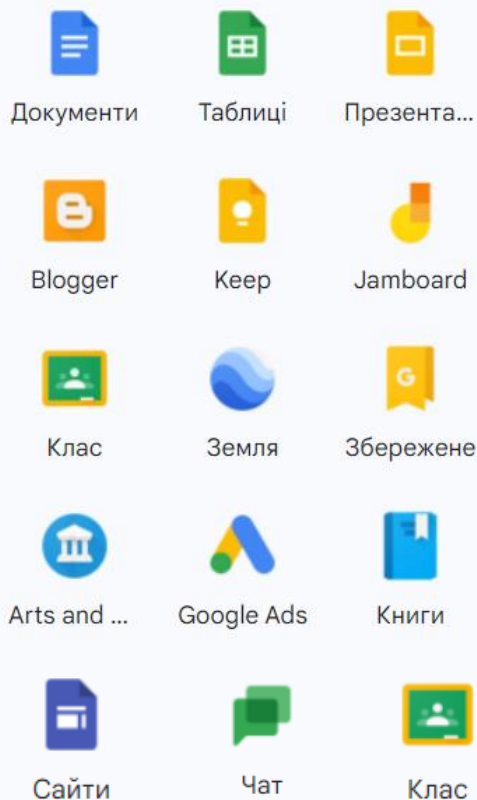 Документи Таблиці Презента...
Blogger Keep Jamboard
Клас Земля G Збережене
Arts and ... Google Ads Книги
Сайти Чат Клас